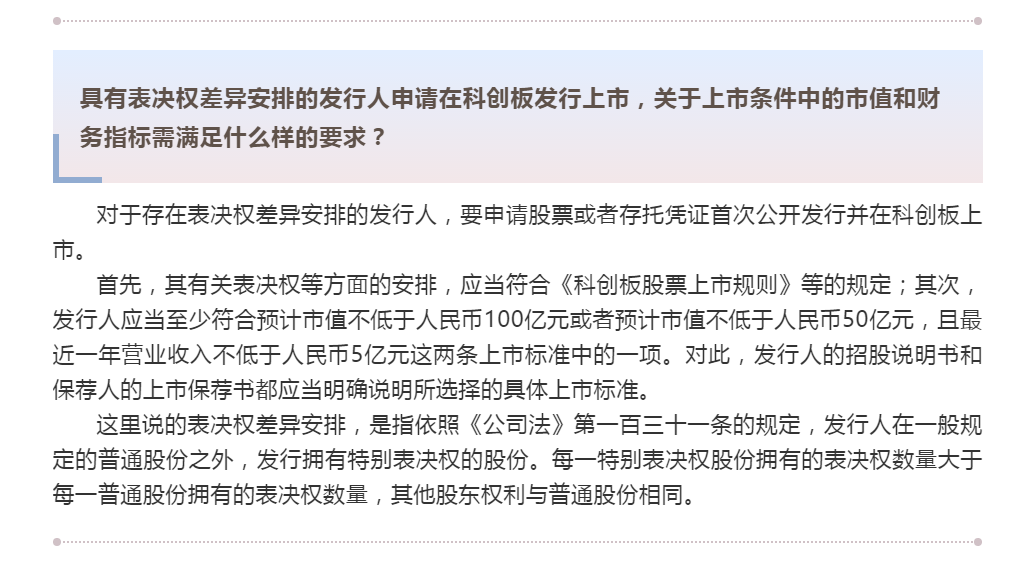 具有表决权差异安排的发行人申请在科创板发行上市，关于上市条件中的市值和财
务指标需满足什么样的要求？
对于存在表决权差异安排的发行人，要申请股票或者存托凭证首次公开发行并在科创板上
市。
首先，其有关表决权等方面的安排，应当符合《科创板股票上市规则》等的规定；其次，
发行人应当至少符合预计市值不低于人民币100亿元或者预计市值不低于人民币50亿元，且最
近一年营业收入不低于人民币5亿元这两条上市标准中的一项。对此，发行人的招股说明书和
保荐人的上市保荐书都应当明确说明所选择的具体上市标准。
这里说的表决权差异安排，是指依照《公司法》第一百三十一条的规定，发行人在一般规
定的普通股份之外，发行拥有特别表决权的股份。每一特别表决权股份拥有的表决权数量大于
每一普通股份拥有的表决权数量，其他股东权利与普通股份相同。